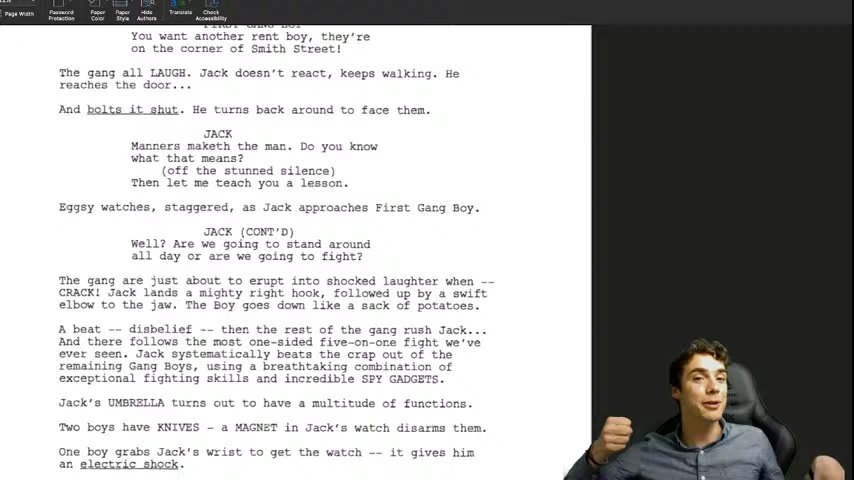 Page Width
Password
Protection
Paper
Color
Paper
Style
Hide
Authors
Translate
Check
Accessibility
FIRST GANG BOY
You want another rent boy, they're
on the corner of Smith Street!
The gang all LAUGH. Jack doesn't react, keeps walking. He
reaches the door...
And bolts it shut. He turns back around to face them.
JACK
Manners maketh the man. Do you know
what that means?
(off the stunned silence)
Then let me teach you a lesson.
Eggsy watches, staggered, as Jack approaches First Gang Boy.
JACK (CONT'D)
Well? Are we going to stand around
all day or are we going to fight?
The gang are just about to erupt into shocked laughter when --
CRACK! Jack lands a mighty right hook, followed up by a swift
elbow to the jaw. The Boy goes down like a sack of potatoes.
A beat -- disbelief -- then the rest of the gang rush Jack...
And there follows the most one-sided five-on-one fight we've
ever seen. Jack systematically beats the crap out of the
remaining Gang Boys, using a breathtaking combination of
exceptional fighting skills and incredible SPY GADGETS.
Jack's UMBRELLA turns out to have a multitude of functions.
Two boys have KNIVES - a MAGNET in Jack's watch disarms them.
One boy grabs Jack's wrist to get the watch -- it gives him
an electric shock.